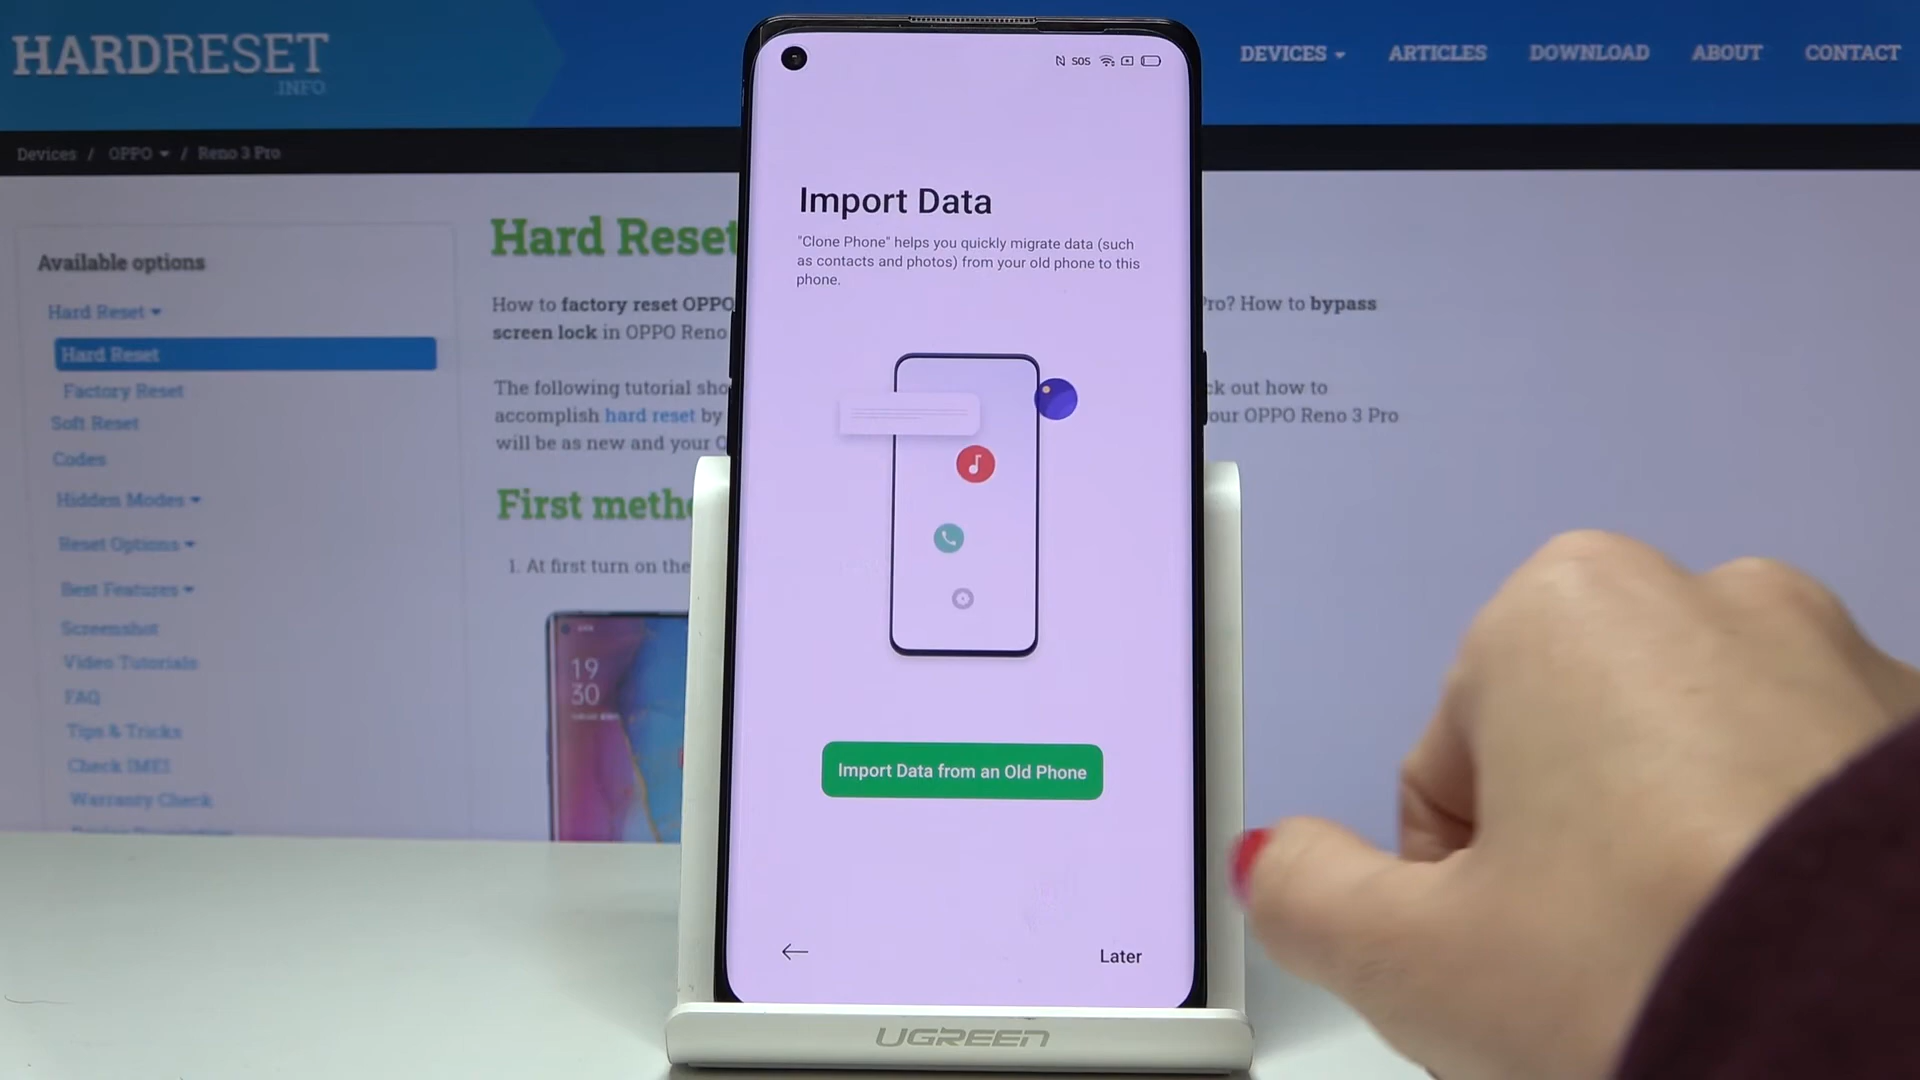 HARDRESET
.INFO
DEVICES
ARTICLES
DOWNLOAD
ABOUT
CONTACT
Devices / OPPO / Reno 3 Pro
Available options
Hard Reset
Hard Reset
Factory Reset
Soft Reset
Codes
Hidden Modes
Reset Options
Best Features
Screenshot
Video Tutorials
FAQ
Tips & Tricks
Check IMEI
Warranty Check
Hard Reset
How to factory reset OPPO
Pro? How to bypass
screen lock in OPPO Reno
The following tutorial sho
ck out how to
accomplish hard reset by
our OPPO Reno 3 Pro
will be as new and your O
First meth
1. At first turn on the
19
30
SOS
Import Data
"Clone Phone" helps you quickly migrate data (such
as contacts and photos) from your old phone to this
phone.
Import Data from an Old Phone
Later
UGREEN